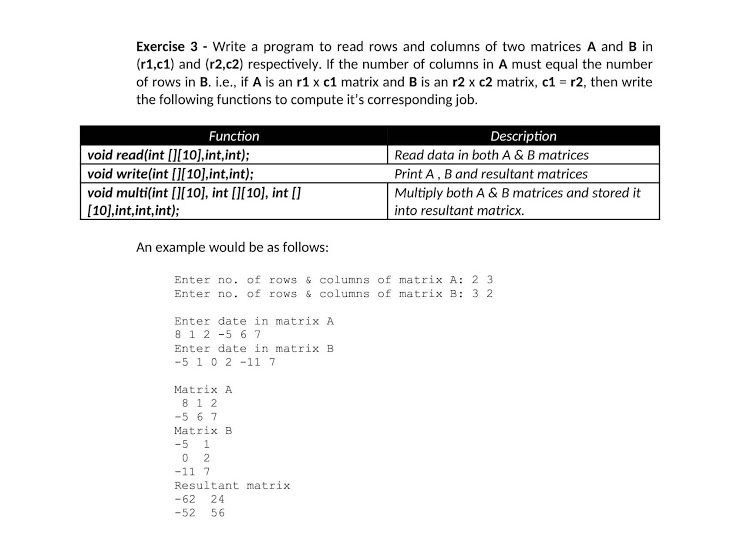 Exercise 3 - Write a program to read rows and columns of two matrices A and B in
(r1,c1) and (r2,c2) respectively. If the number of columns in A must equal the number
of rows in B. i.e., if A is an r1 x c1 matrix and B is an r2 x c2 matrix, c1 = r2, then write
the following functions to compute it's corresponding job.
Function Description
void read(int [][10],int,int); Read data in both A & B matrices
void write(int [][10],int,int); Print A , B and resultant matrices
void multi(int [][10], int [][10], int [] Multiply both A & B matrices and stored it
[10],int,int,int); into resultant matricx.
An example would be as follows:
Enter no. of rows & columns of matrix A: 2 3
Enter no. of rows & columns of matrix B: 3 2
Enter date in matrix A
8 1 2 -5 6 7
Enter date in matrix B
-5 1 0 2 -11 7
Matrix A
8 1 2
-5 6 7
Matrix B
-5 1
0 2
-11 7
Resultant matrix
-62 24
-52 56